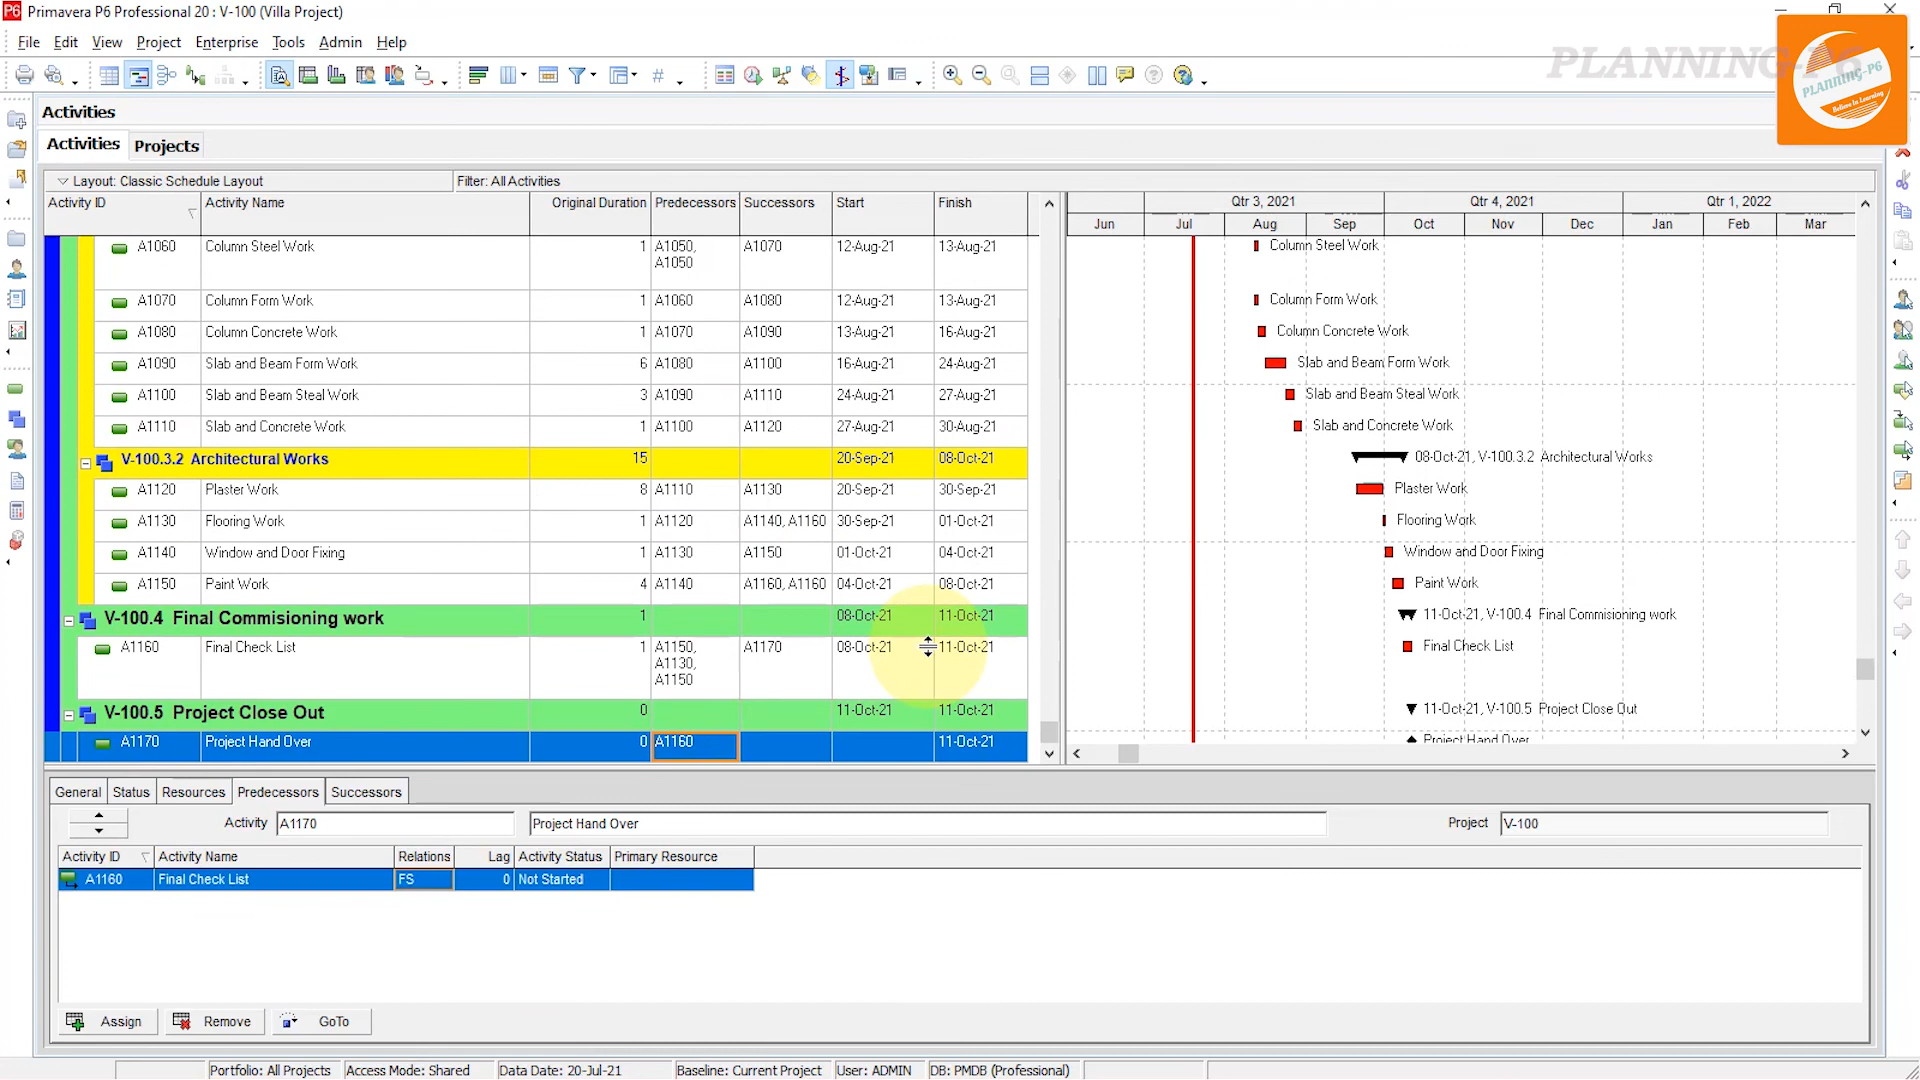 Primavera P6 Professional 20 : V-100 (Villa Project)
File Edit View Project Enterprise Tools Admin Help
PLANNING-P6
PLANNING-P6
Believe In Learning
Activities
Activities Projects
Layout: Classic Schedule Layout Filter: All Activities
Activity ID Activity Name Original Duration Predecessors Successors Start Finish
Qtr 3, 2021 Qtr 4, 2021 Qtr 1, 2022
Jun Jul Aug Sep Oct Nov Dec Jan Feb Mar
A1060 Column Steel Work 1 A1050, A1070 12-Aug-21 13-Aug-21 Column Steel Work
A1050
A1070 Column Form Work 1 A1060 A1080 12-Aug-21 13-Aug-21 Column Form Work
A1080 Column Concrete Work 1 A1070 A1090 13-Aug-21 16-Aug-21 Column Concrete Work
A1090 Slab and Beam Form Work 6 A1080 A1100 16-Aug-21 24-Aug-21 Slab and Beam Form Work
A1100 Slab and Beam Steal Work 3 A1090 A1110 24-Aug-21 27-Aug-21 Slab and Beam Steal Work
A1110 Slab and Concrete Work 1 A1100 A1120 27-Aug-21 30-Aug-21 Slab and Concrete Work
V-100.3.2 Architectural Works 15 20-Sep-21 08-Oct-21 08-Oct-21, V-100.3.2 Architectural Works
A1120 Plaster Work 8 A1110 A1130 20-Sep-21 30-Sep-21 Plaster Work
A1130 Flooring Work 1 A1120 A1140, A1160 30-Sep-21 01-Oct-21 Flooring Work
A1140 Window and Door Fixing 1 A1130 A1150 01-Oct-21 04-Oct-21 Window and Door Fixing
A1150 Paint Work 4 A1140 A1160, A1160 04-Oct-21 08-Oct-21 Paint Work
V-100.4 Final Commisioning work 1 08-Oct-21 11-Oct-21 11-Oct-21, V-100.4 Final Commisioning work
A1160 Final Check List 1 A1150, A1170 08-Oct-21 11-Oct-21 Final Check List
A1130,
A1150
V-100.5 Project Close Out 0 11-Oct-21 11-Oct-21 11-Oct-21, V-100.5 Project Close Out
A1170 Project Hand Over 0 A1160 11-Oct-21 Project Hand Over
General Status Resources Predecessors Successors
Activity A1170 Project Hand Over Project V-100
Activity ID Activity Name Relations Lag Activity Status Primary Resource
A1160 Final Check List FS 0 Not Started
Assign Remove GoTo
Portfolio: All Projects Access Mode: Shared Data Date: 20-Jul-21 Baseline: Current Project User: ADMIN DB: PMDB (Professional)